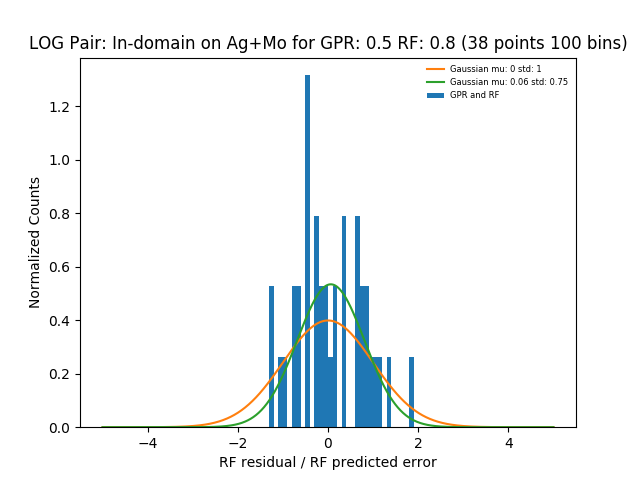 LOG Pair: In-domain on Ag+Mo for GPR: 0.5 RF: 0.8 (38 points 100 bins)
Gaussian mu: 0 std: 1
Gaussian mu: 0.06 std: 0.75
GPR and RF
Normalized Counts
1.2
1.0
0.8
0.6
0.4
0.2
0.0
−4
−2
0
2
4
RF residual / RF predicted error